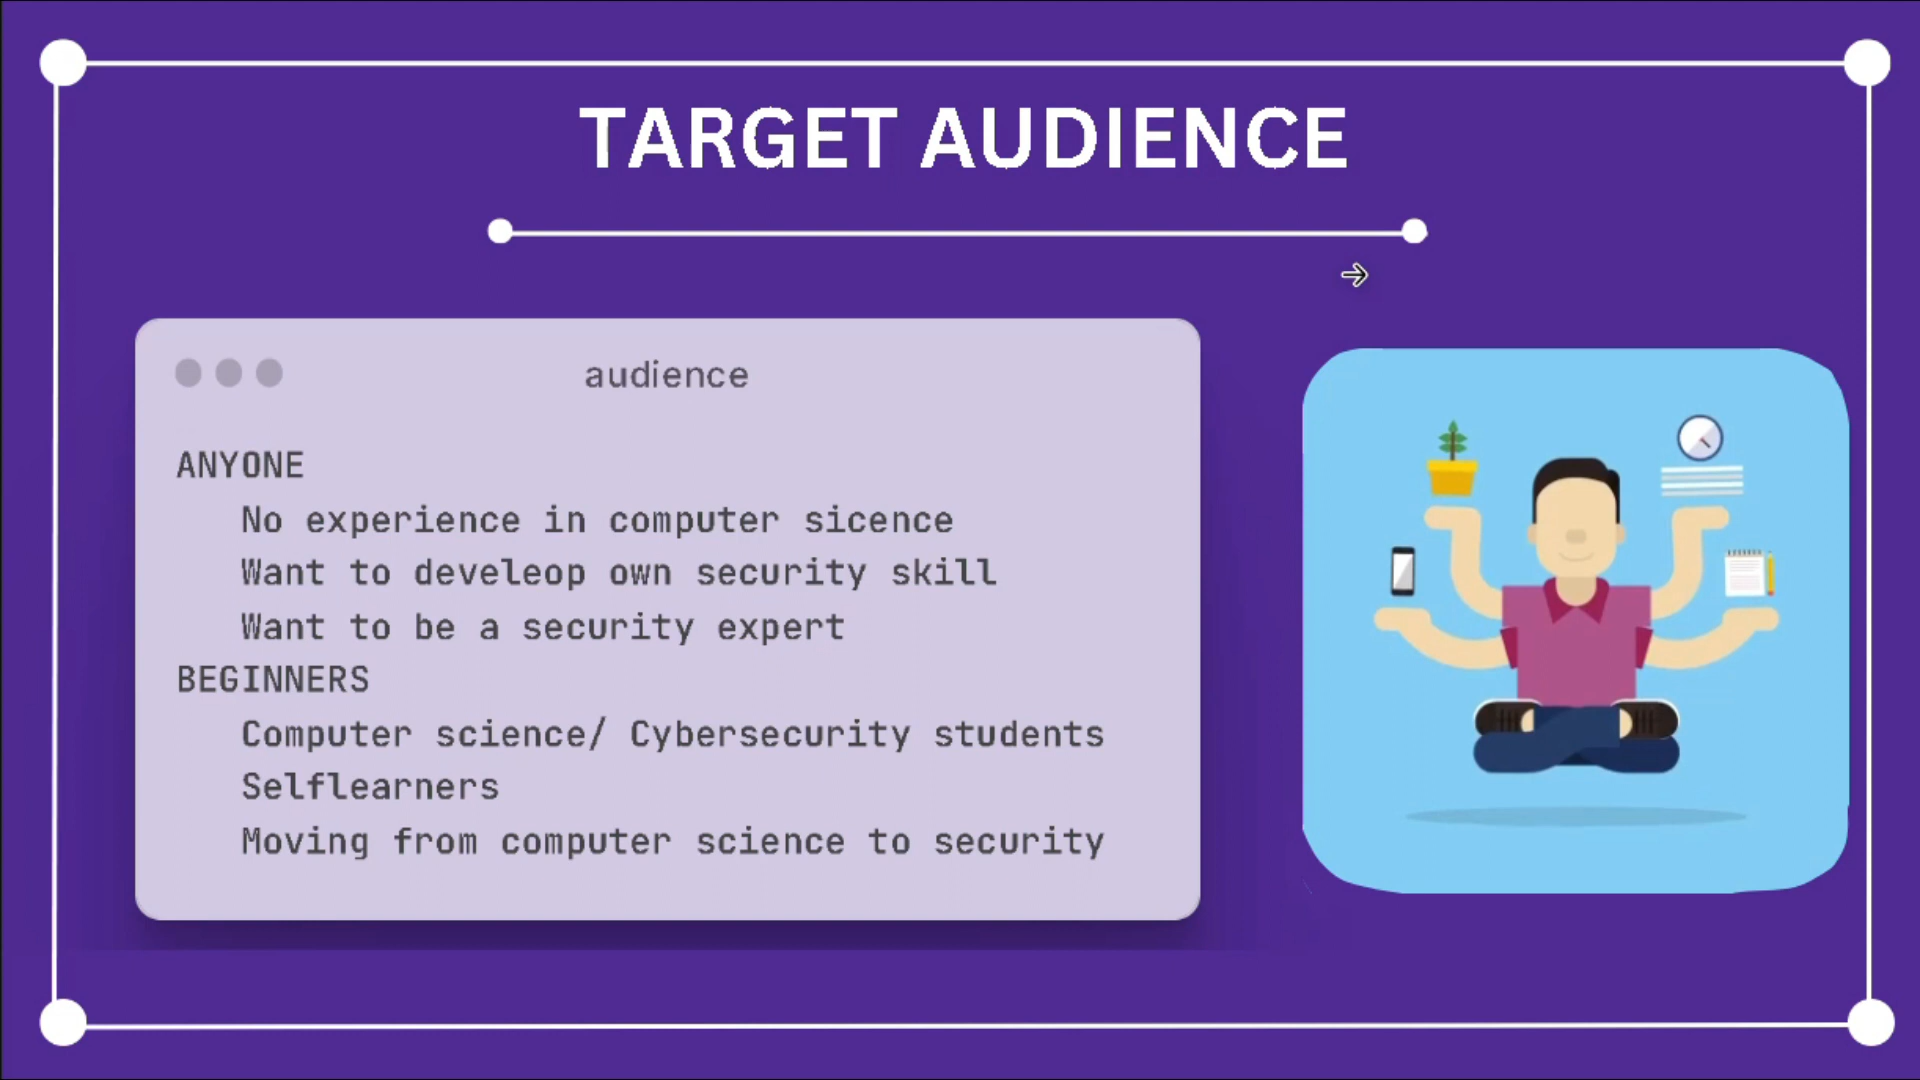 TARGET AUDIENCE
audience
ANYONE
No experience in computer sicence
Want to develeop own security skill
Want to be a security expert
BEGINNERS
Computer science/ Cybersecurity students
Selflearners
Moving from computer science to security